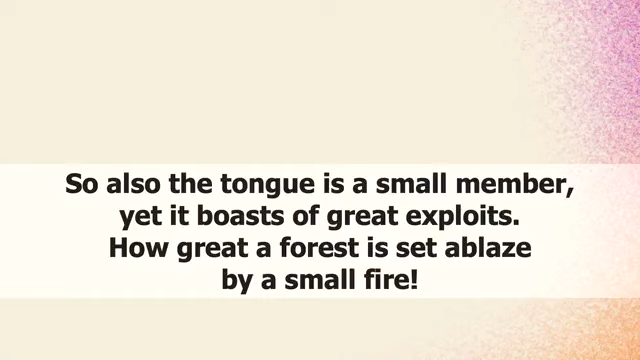 So also the tongue is a small member,
yet it boasts of great exploits.
How great a forest is set ablaze
by a small fire!